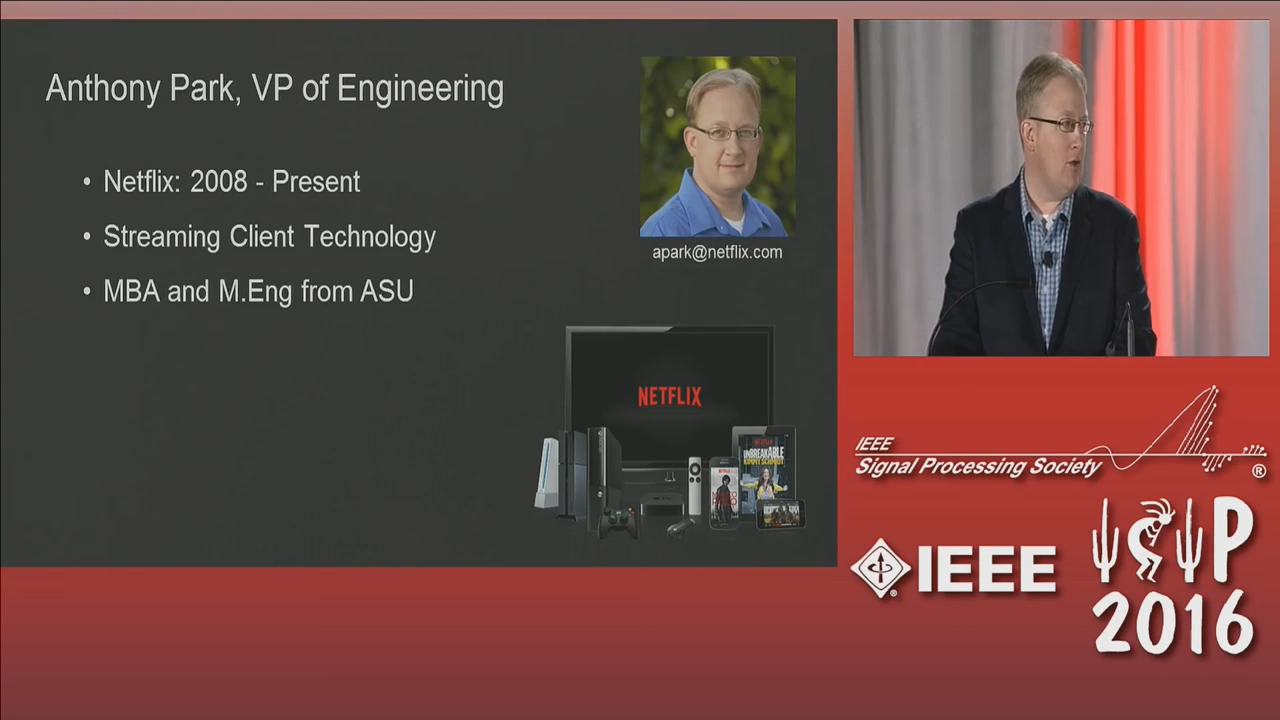 Anthony Park, VP of Engineering
• Netflix: 2008 - Present
• Streaming Client Technology
• MBA and M.Eng from ASU
apark@netflix.com
NETFLIX
NETFLIX
UNBREAKABLE
KIMMY SCHMIDT
IEEE
Signal Processing Society
®
IEEE
®
ICIP
2016